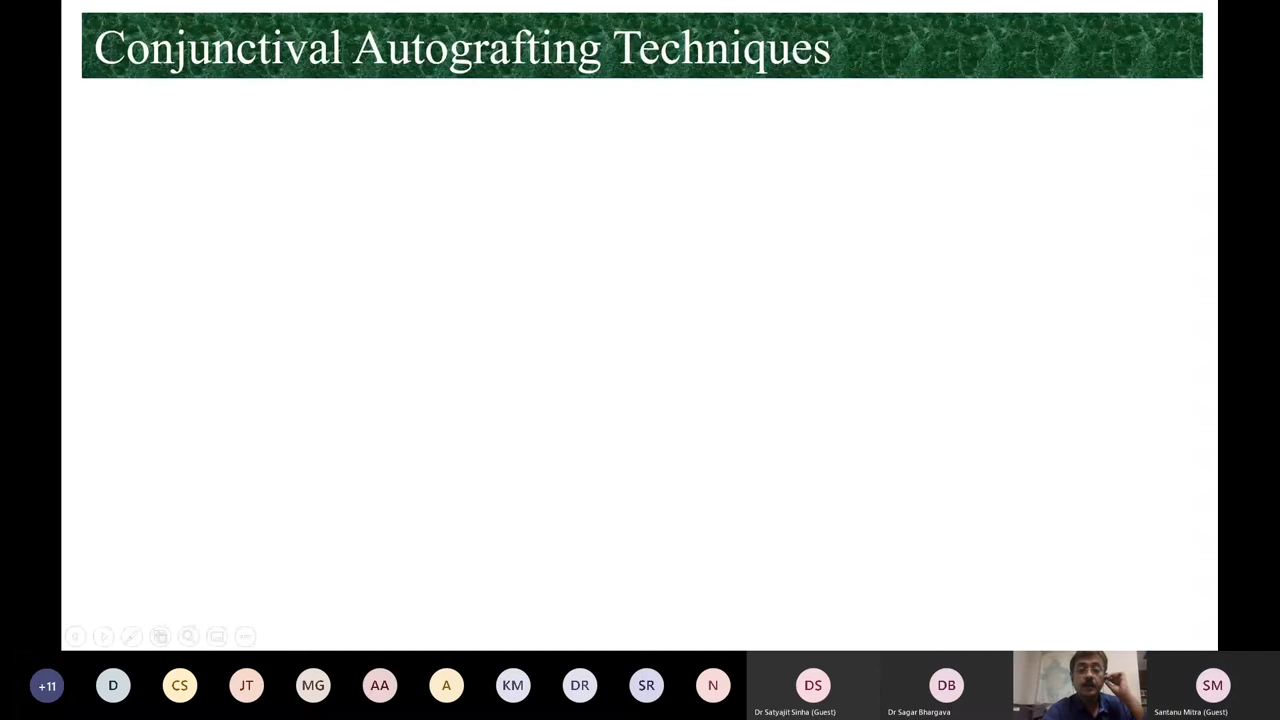 Conjunctival Autografting Techniques
+11
D
CS
JT
MG
AA
A
KM
DR
SR
N
DS
DB
SM
Dr Satyajit Sinha (Guest)
Dr Sagar Bhargava
Santanu Mitra (Guest)